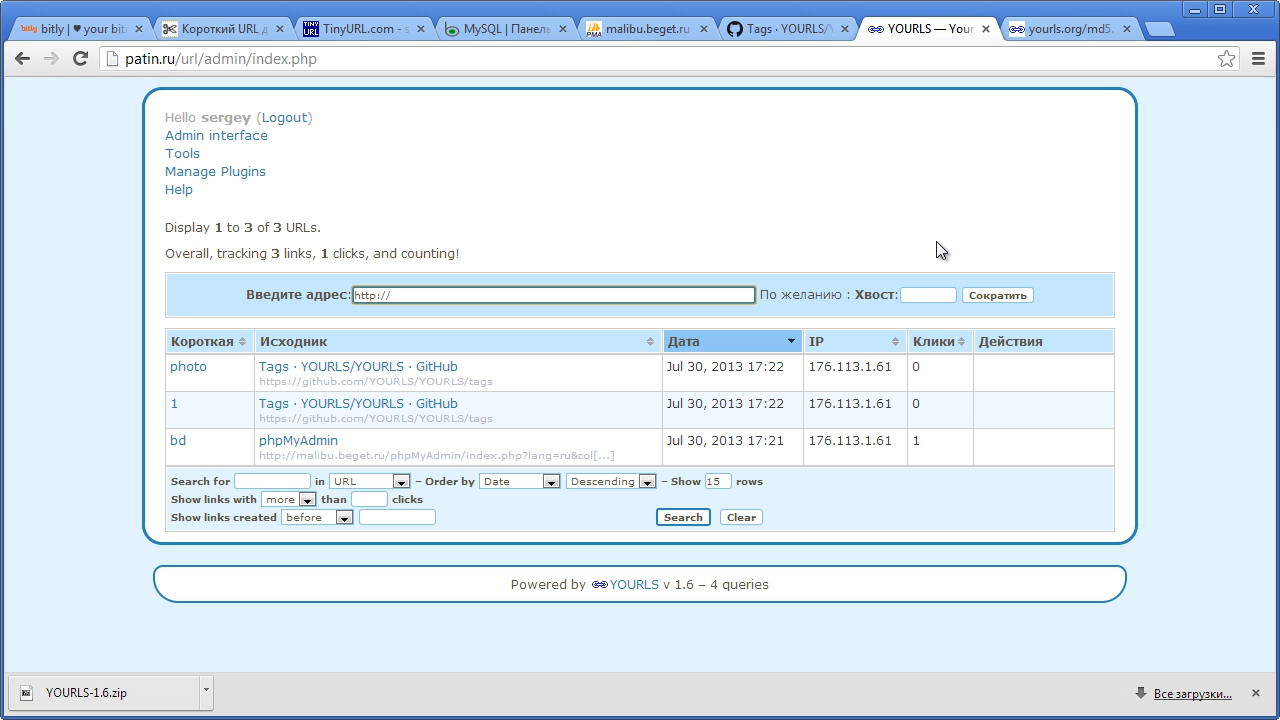 bitly | ♥ your bit
Короткий URL д
TinyURL.com - s
MySQL | Панель
malibu.beget.ru
Tags · YOURLS/Y
YOURLS — Your
yourls.org/md5.
patin.ru/url/admin/index.php
Hello sergey (Logout)
Admin interface
Tools
Manage Plugins
Help
Display 1 to 3 of 3 URLs.
Overall, tracking 3 links, 1 clicks, and counting!
Введите адрес: http:// По желанию : Хвост: Сократить
Короткая Исходник Дата IP Клики Действия
photo Tags · YOURLS/YOURLS · GitHub Jul 30, 2013 17:22 176.113.1.61 0
https://github.com/YOURLS/YOURLS/tags
1 Tags · YOURLS/YOURLS · GitHub Jul 30, 2013 17:22 176.113.1.61 0
https://github.com/YOURLS/YOURLS/tags
bd phpMyAdmin Jul 30, 2013 17:21 176.113.1.61 1
http://malibu.beget.ru/phpMyAdmin/index.php?lang=ru&col[...]
Search for in URL – Order by Date Descending – Show 15 rows
Show links with more than clicks
Show links created before Search Clear
Powered by YOURLS v 1.6 – 4 queries
YOURLS-1.6.zip
Все загрузки...